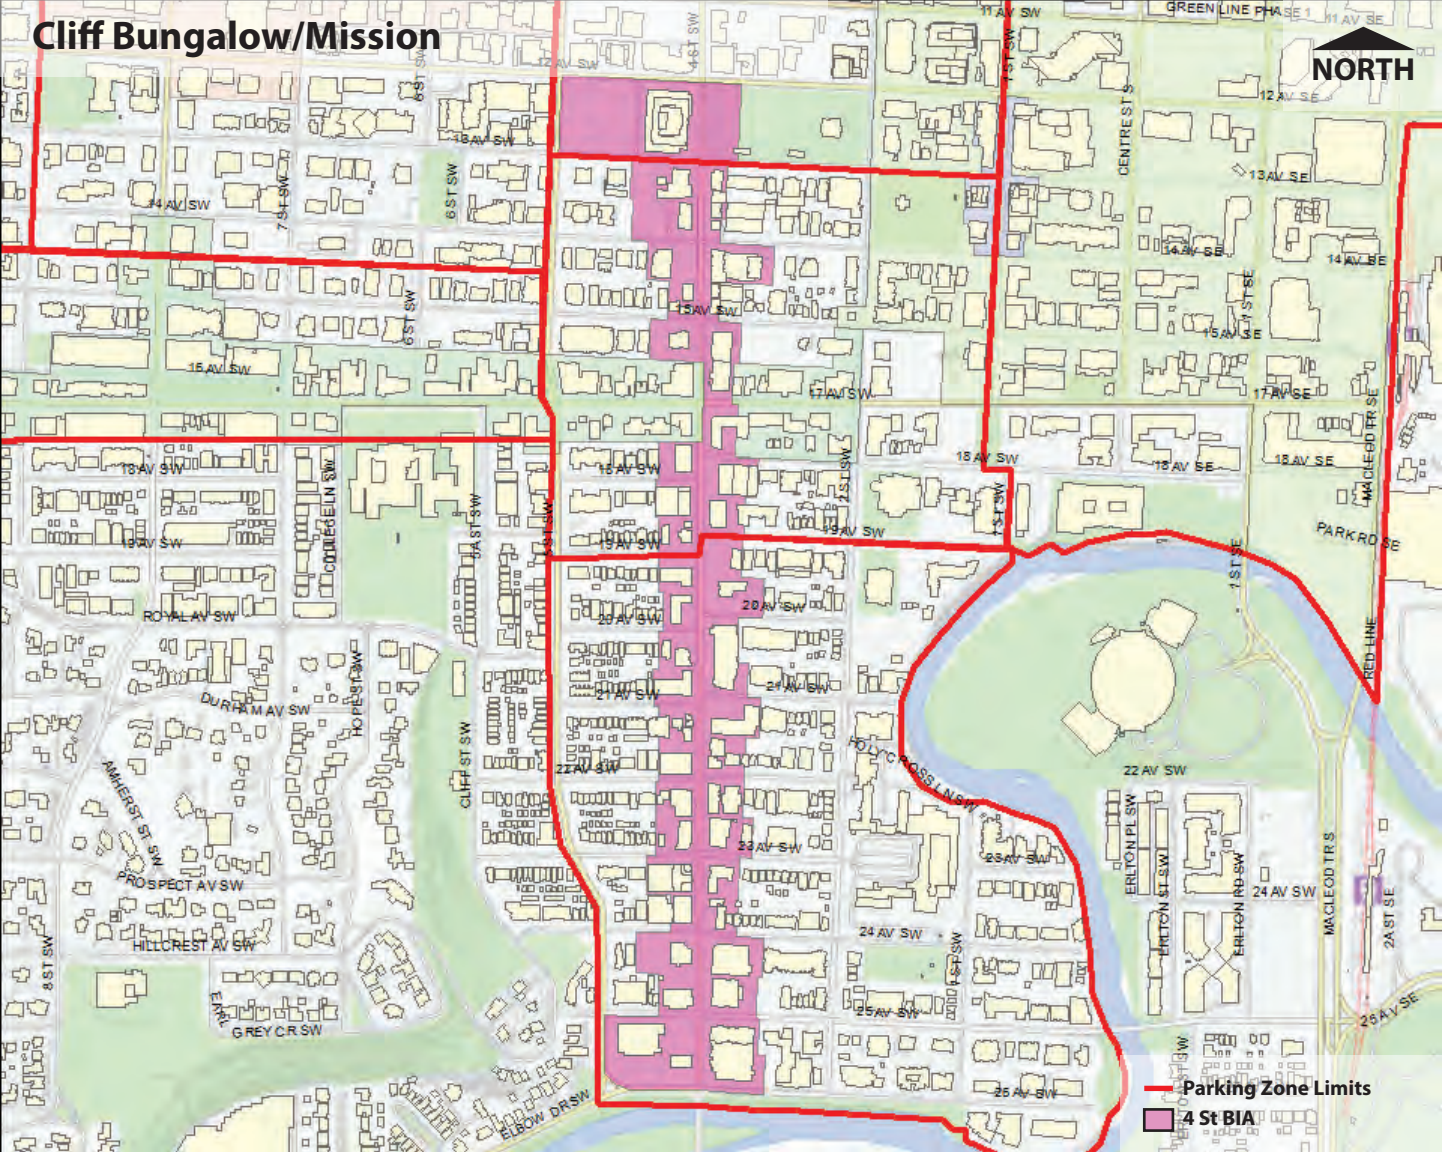 Cliff Bungalow/Mission
NORTH
11 AV SW
GREEN LINE PHASE 1
11 AV SE
4 ST SW
1 ST SW
12 AV SW
8 ST SW
12 AV SE
CENTRE ST S
13 AV SW
13 AV SE
7 ST SW
6 ST SW
14 AV SW
14 AV SE
14 AV SE
1 ST SE
6 ST SW
15 AV SW
15 AV SE
15 AV SW
17 AV SW
17 AV SE
MACLEOD TR SE
18 AV SW
18 AV SW
18 AV SW
18 AV SE
18 AV SE
2 ST SW
COLLEGE LN SW
5A ST SW
5 ST SW
1 ST SW
19 AV SW
19 AV SW
19 AV SW
PARK RD SE
1 ST SE
ROYAL AV SW
20 AV SW
20 AV SW
RED LINE
HOPE ST SW
DURHAM AV SW
21 AV SW
21 AV SW
CLIFF ST SW
HOLY CROSS LN SW
22 AV SW
22 AV SW
AMHERST ST SW
ERLTON PL SW
23 AV SW
23 AV SW
MACLEOD TR S
PROSPECT AV SW
ERLTON ST SW
ERLTON RD SW
24 AV SW
2A ST SE
24 AV SW
HILLCREST AV SW
8 ST SW
1 ST SW
EARL
GREY CR SW
25 AV SW
25 AV SE
ELBOW DR SW
26 AV SW
Parking Zone Limits
4 St BIA